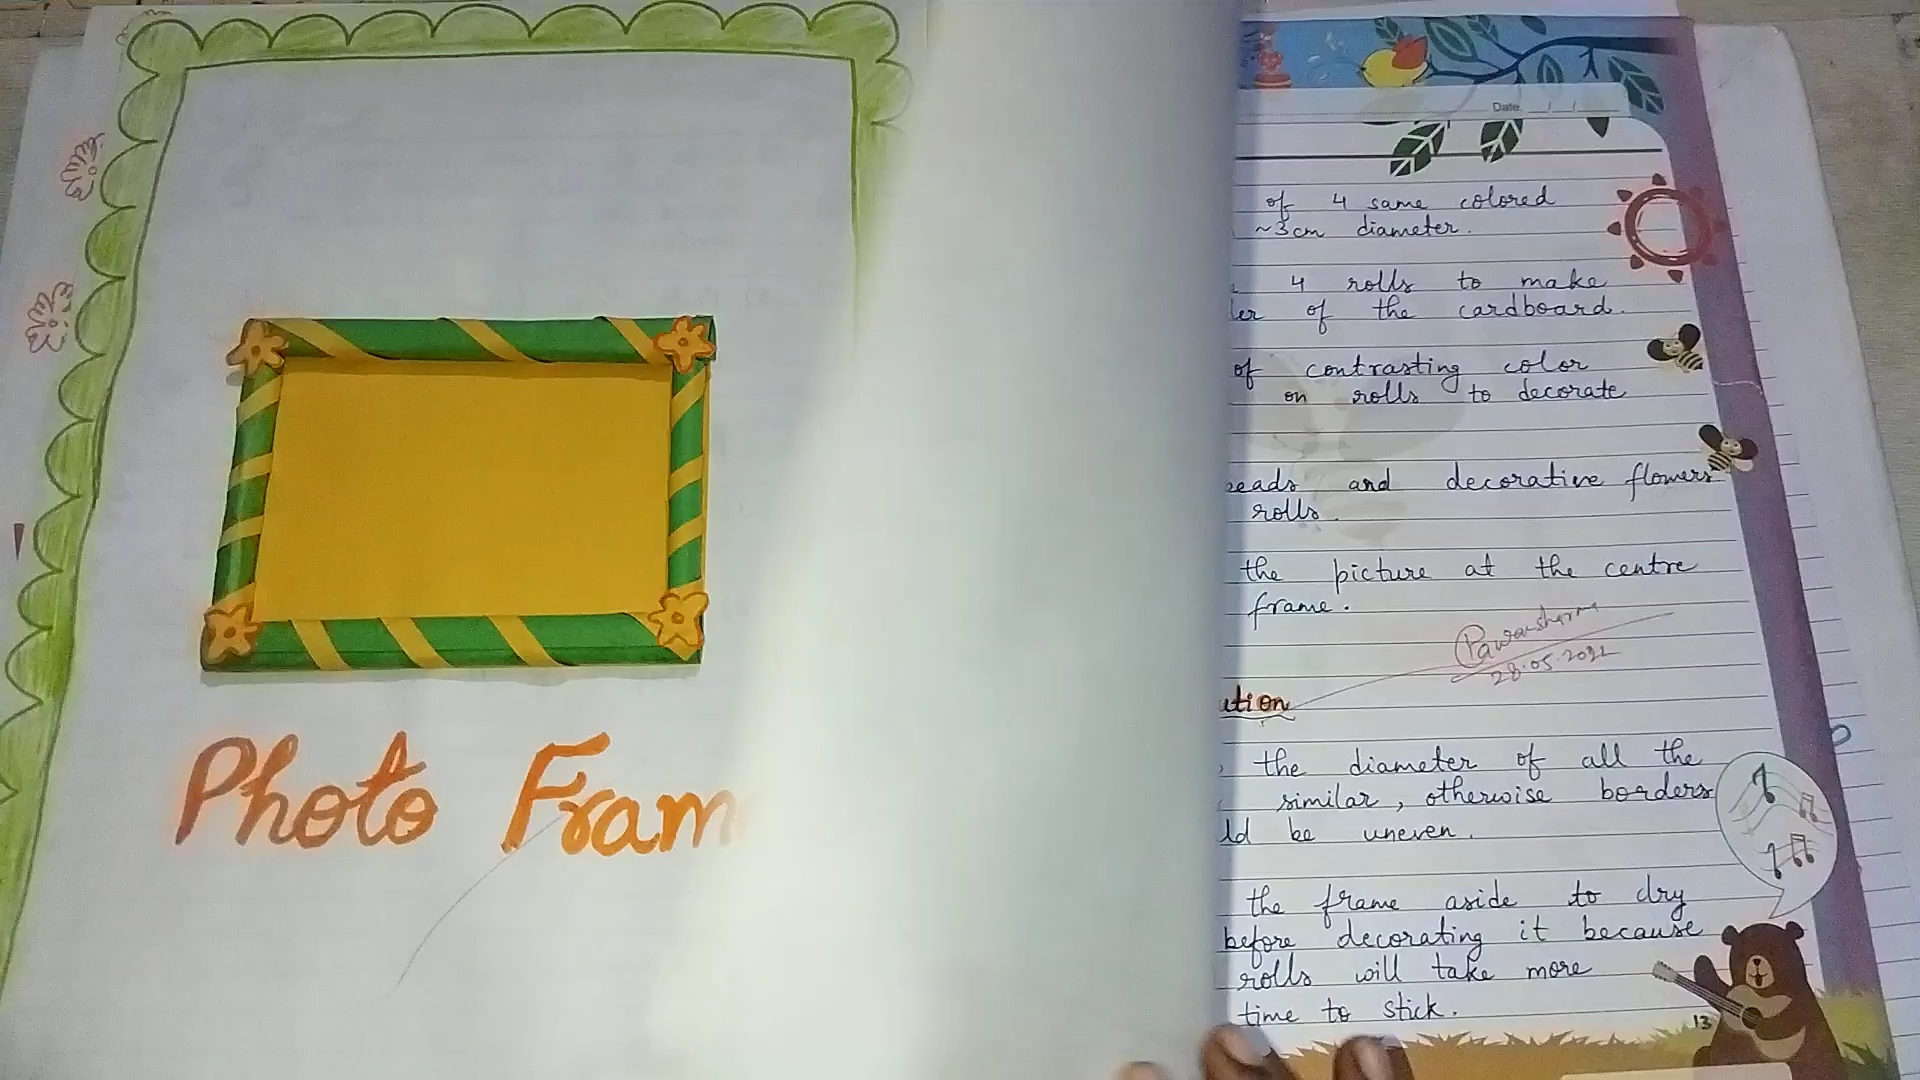 Photo Fram
Date / /
of 4 same colored
~3cm diameter.
4 rolls to make
of the cardboard.
of contrasting color
on rolls to decorate
and decorative flowers
rolls.
the picture at the centre
frame.
Pawansharma
28.05.2022
ution
the diameter of all the
similar, otherwise borders
ld be uneven.
the frame aside to dry
before decorating it because
rolls will take more
time to stick.
13